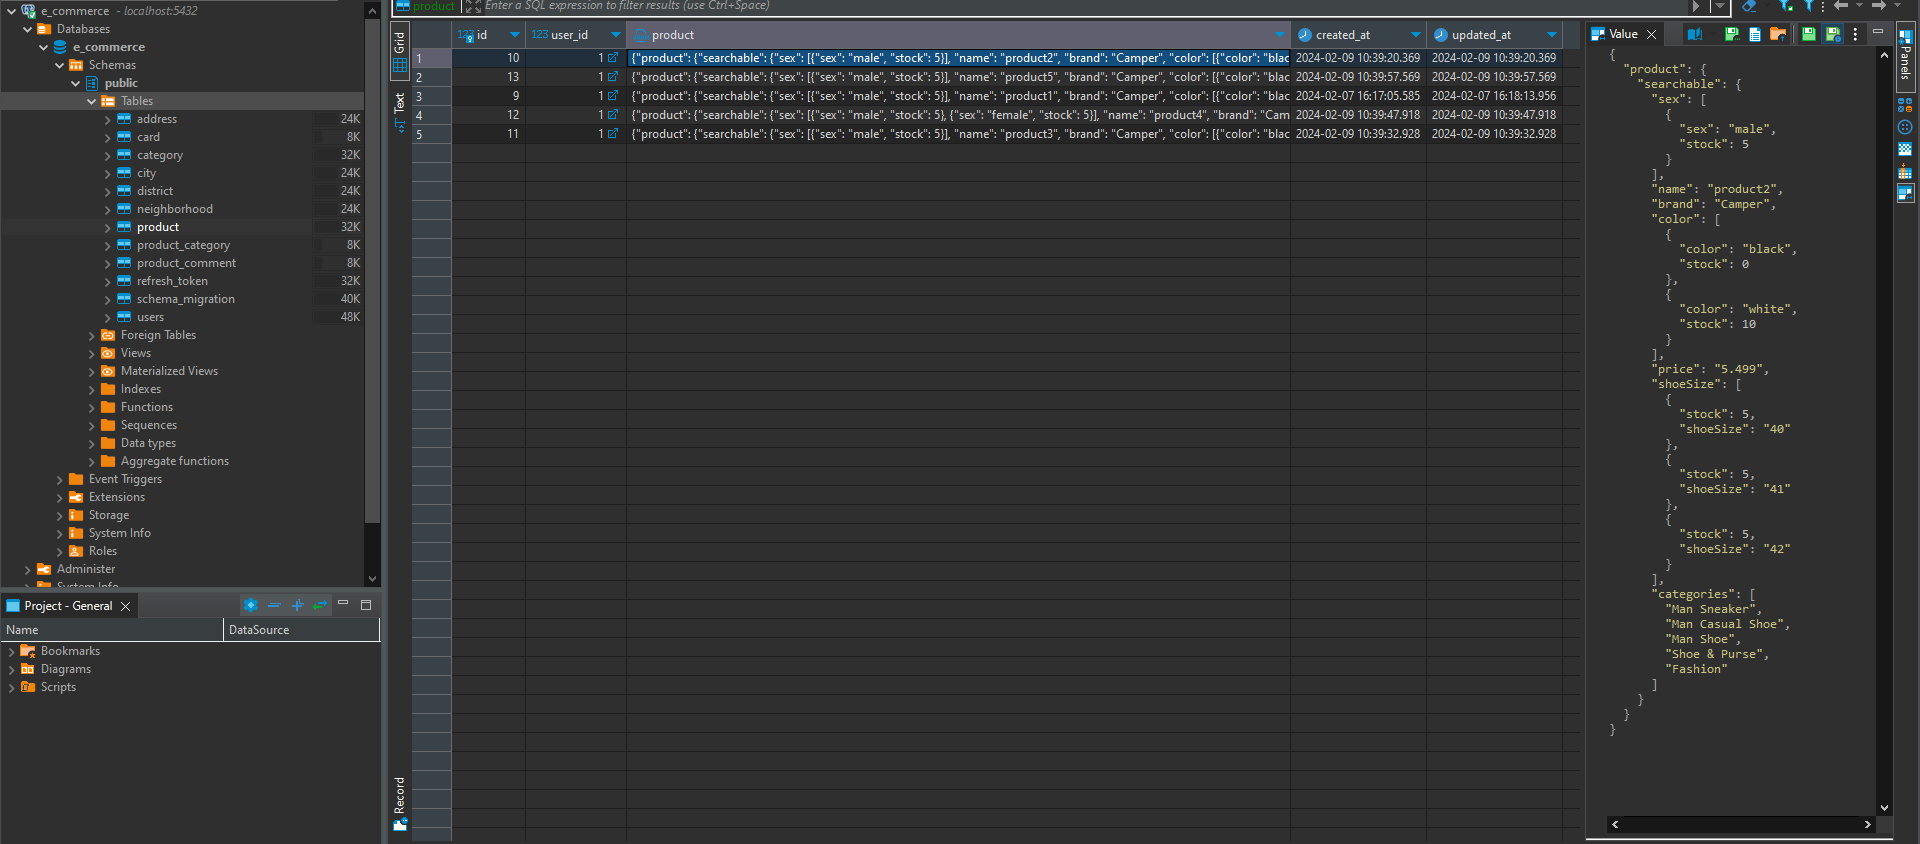 e_commerce - localhost:5432
Databases
e_commerce
Schemas
public
Tables
address 24K
card 8K
category 32K
city 24K
district 24K
neighborhood 24K
product 32K
product_category 8K
product_comment 8K
refresh_token 32K
schema_migration 40K
users 48K
Foreign Tables
Views
Materialized Views
Indexes
Functions
Sequences
Data types
Aggregate functions
Event Triggers
Extensions
Storage
System Info
Roles
Administer
System Info
Project - General
Name DataSource
Bookmarks
Diagrams
Scripts
product Enter a SQL expression to filter results (use Ctrl+Space)
Grid
Text
Record
123 id 123 user_id product created_at updated_at
1 10 1 {"product": {"searchable": {"sex": [{"sex": "male", "stock": 5}], "name": "product2", "brand": "Camper", "color": [{"color": "blac 2024-02-09 10:39:20.369 2024-02-09 10:39:20.369
2 13 1 {"product": {"searchable": {"sex": [{"sex": "male", "stock": 5}], "name": "product5", "brand": "Camper", "color": [{"color": "blac 2024-02-09 10:39:57.569 2024-02-09 10:39:57.569
3 9 1 {"product": {"searchable": {"sex": [{"sex": "male", "stock": 5}], "name": "product1", "brand": "Camper", "color": [{"color": "blac 2024-02-07 16:17:05.585 2024-02-07 16:18:13.956
4 12 1 {"product": {"searchable": {"sex": [{"sex": "male", "stock": 5}, {"sex": "female", "stock": 5}], "name": "product4", "brand": "Cam 2024-02-09 10:39:47.918 2024-02-09 10:39:47.918
5 11 1 {"product": {"searchable": {"sex": [{"sex": "male", "stock": 5}], "name": "product3", "brand": "Camper", "color": [{"color": "blac 2024-02-09 10:39:32.928 2024-02-09 10:39:32.928
Value
{
"product": {
"searchable": {
"sex": [
{
"sex": "male",
"stock": 5
}
],
"name": "product2",
"brand": "Camper",
"color": [
{
"color": "black",
"stock": 0
},
{
"color": "white",
"stock": 10
}
],
"price": "5.499",
"shoeSize": [
{
"stock": 5,
"shoeSize": "40"
},
{
"stock": 5,
"shoeSize": "41"
},
{
"stock": 5,
"shoeSize": "42"
}
],
"categories": [
"Man Sneaker",
"Man Casual Shoe",
"Man Shoe",
"Shoe & Purse",
"Fashion"
]
}
}
}
Panels